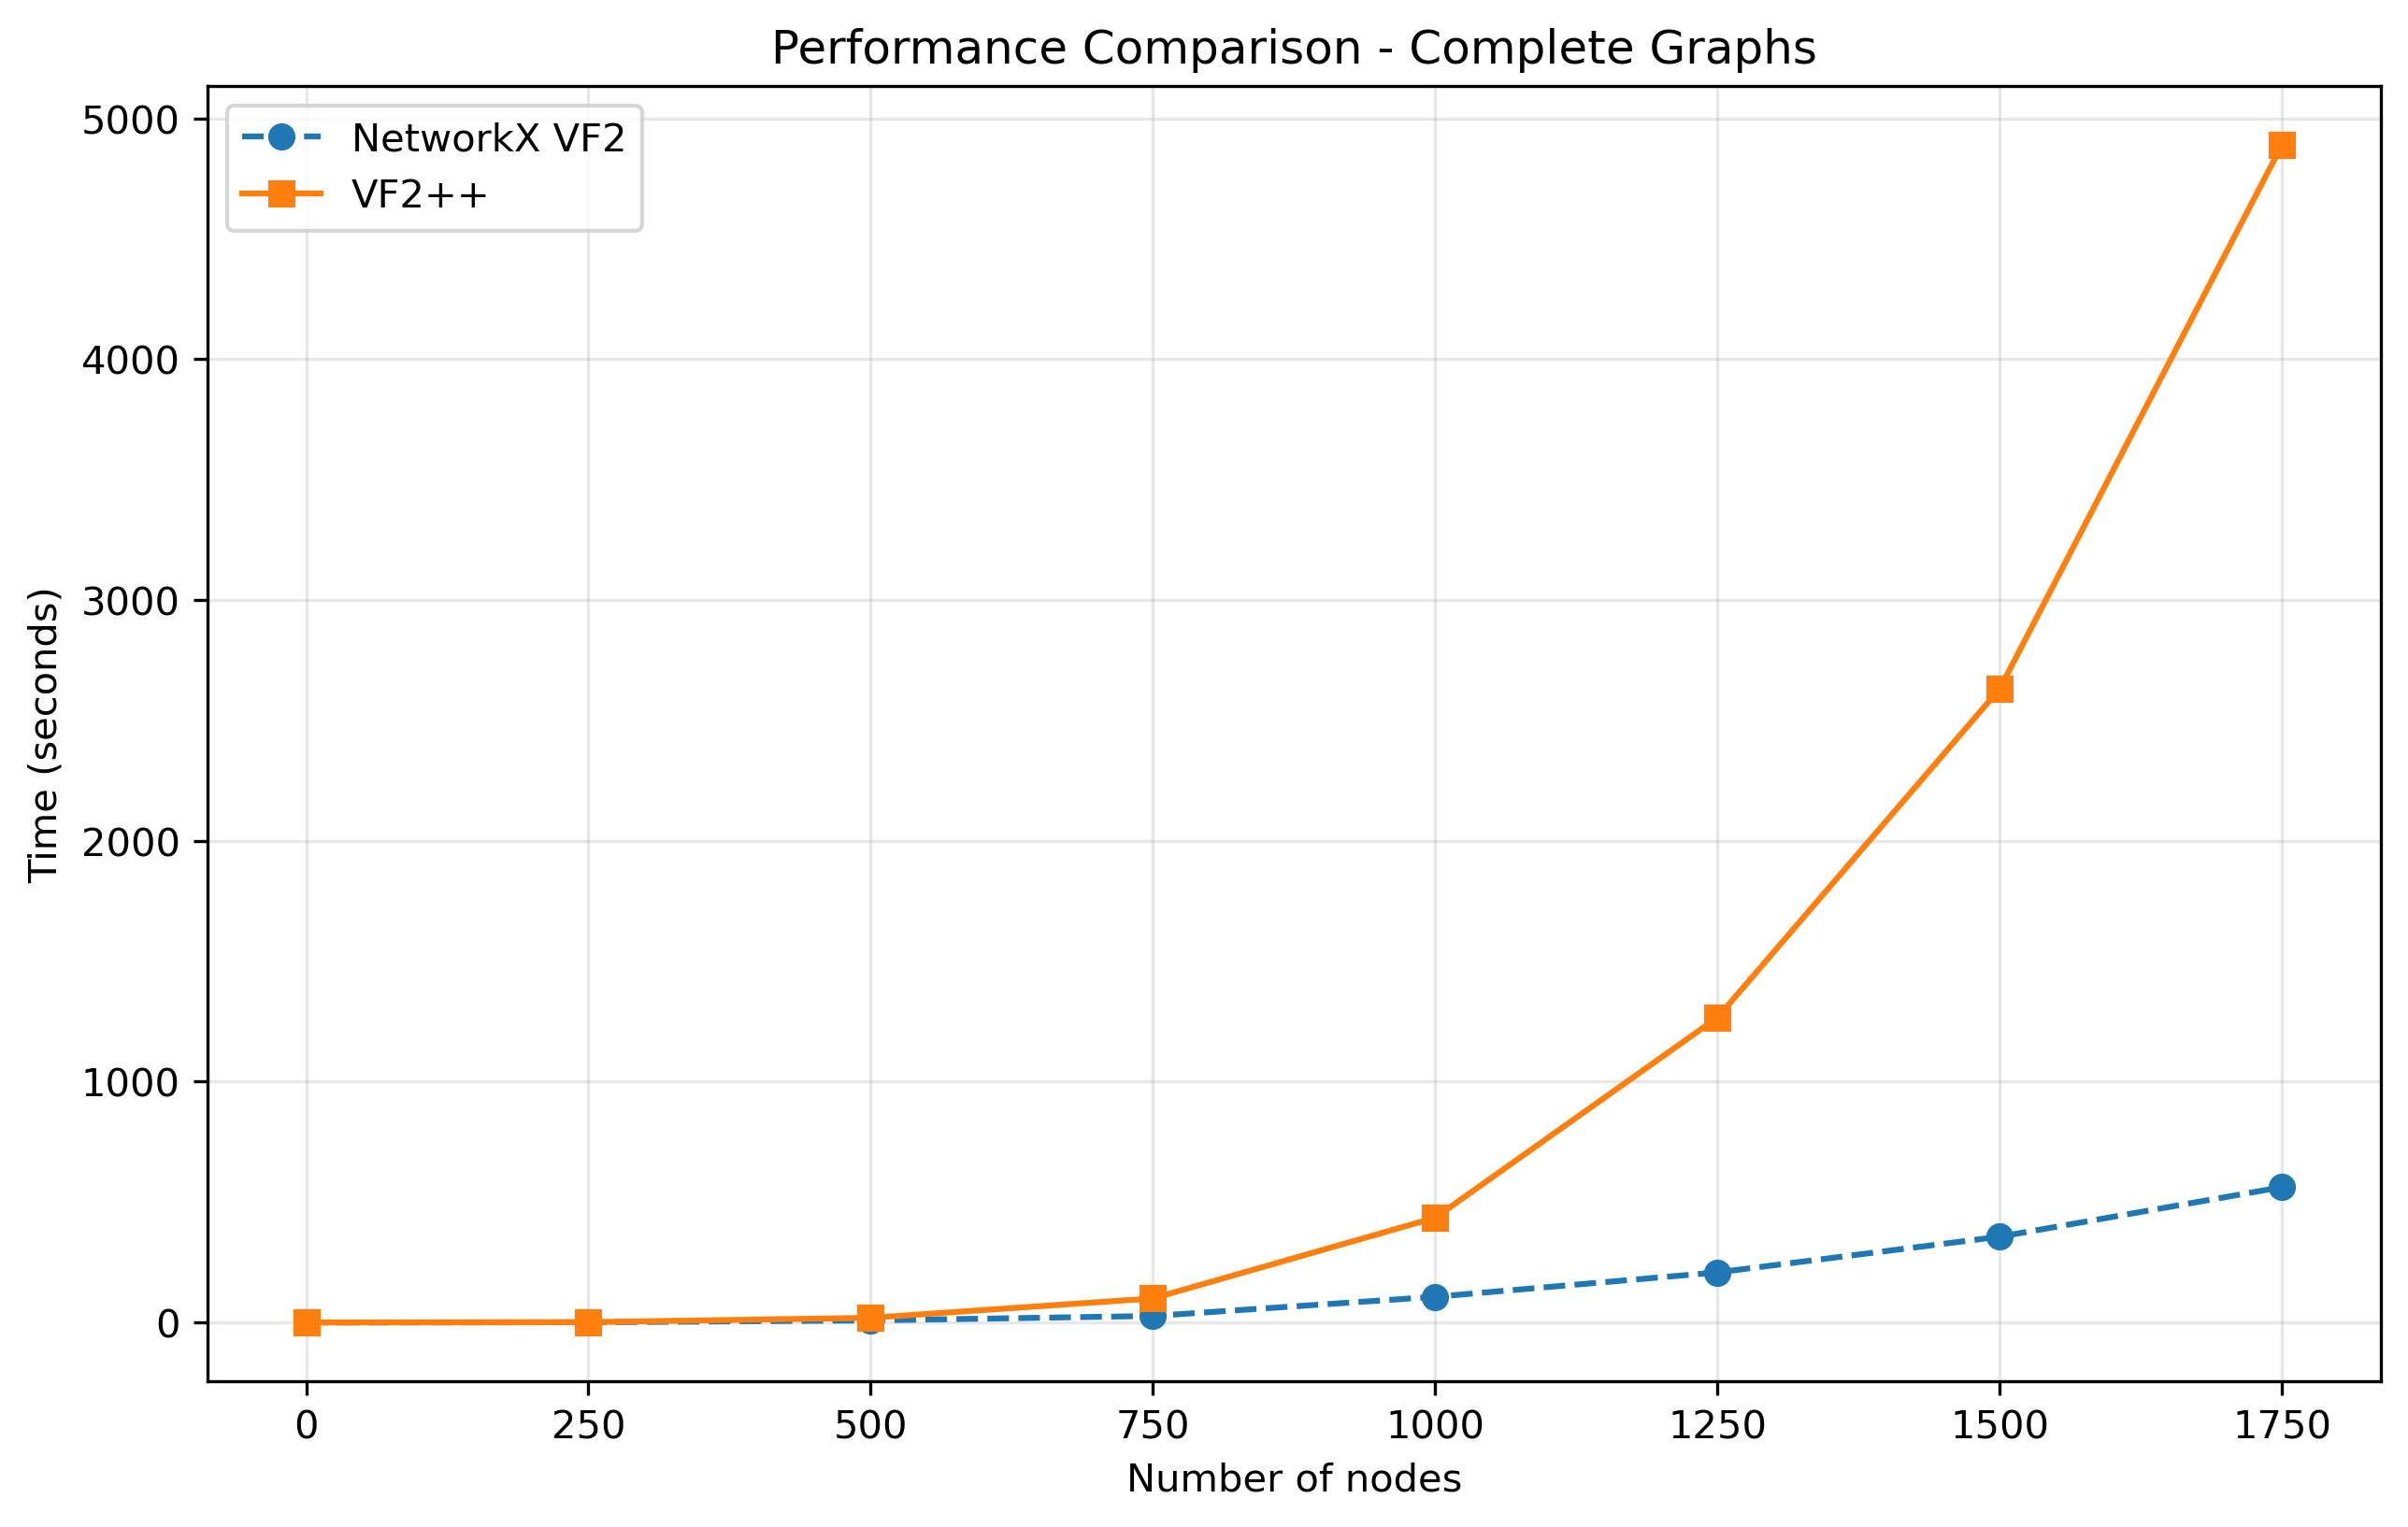 Performance Comparison - Complete Graphs
NetworkX VF2
VF2++
5000
4000
3000
2000
1000
0
Time (seconds)
0 250 500 750 1000 1250 1500 1750
Number of nodes